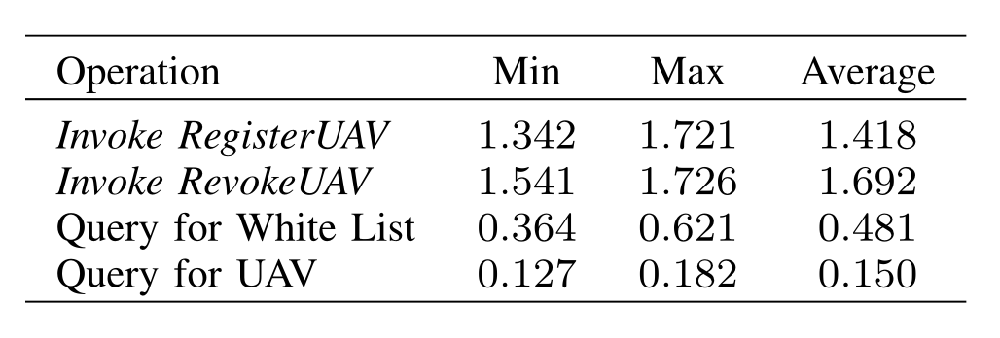 Operation Min Max Average
Invoke RegisterUAV 1.342 1.721 1.418
Invoke RevokeUAV 1.541 1.726 1.692
Query for White List 0.364 0.621 0.481
Query for UAV 0.127 0.182 0.150